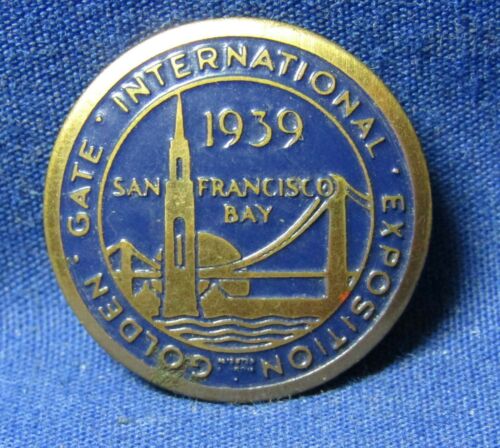 GOLDEN · GATE · INTERNATIONAL · EXPOSITION
1939
SAN FRANCISCO
BAY